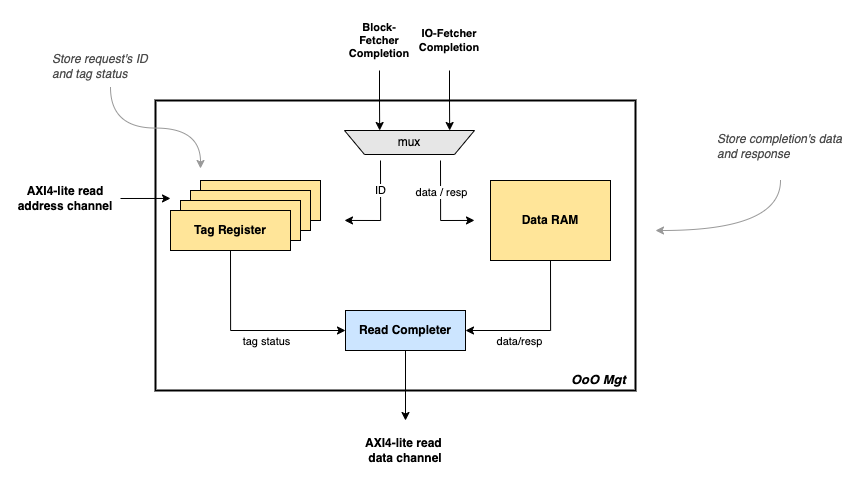 Block-
Fetcher
Completion
IO-Fetcher
Completion
Store request's ID
and tag status
mux
Store completion's data
and response
ID
data / resp
AXI4-lite read
address channel
Tag Register
Data RAM
Read Completer
tag status
data/resp
OoO Mgt
AXI4-lite read
data channel